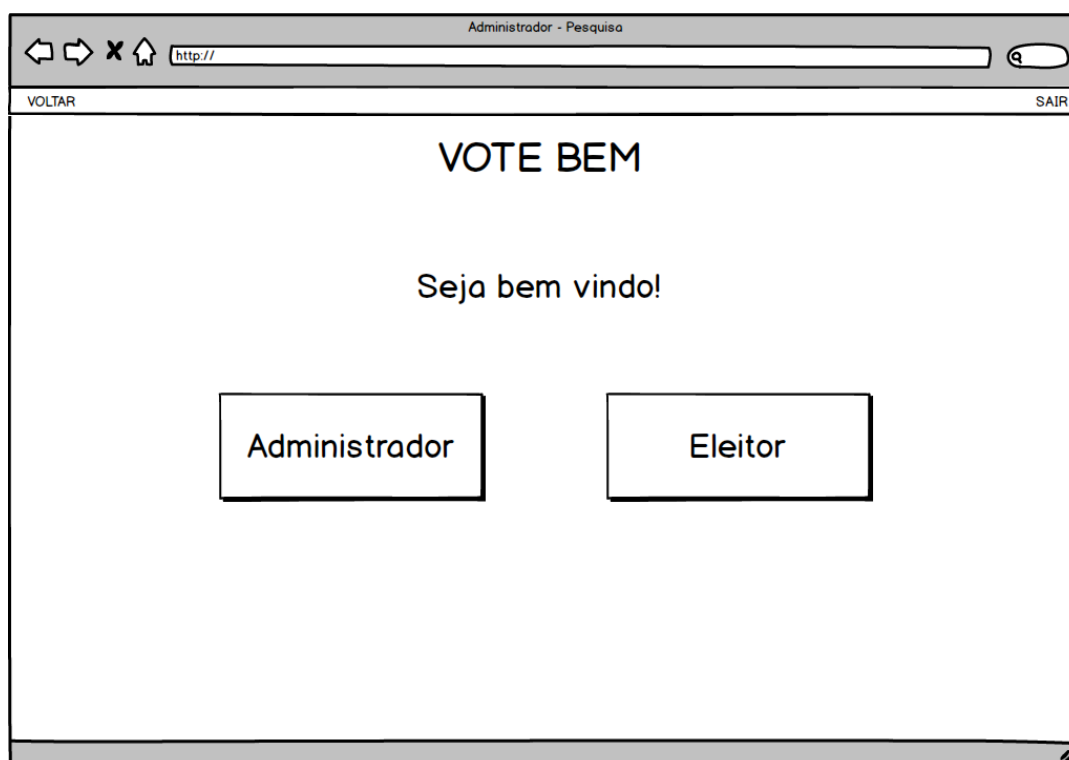 Administrador - Pesquisa
http://
VOLTAR
SAIR
VOTE BEM
Seja bem vindo!
Administrador
Eleitor